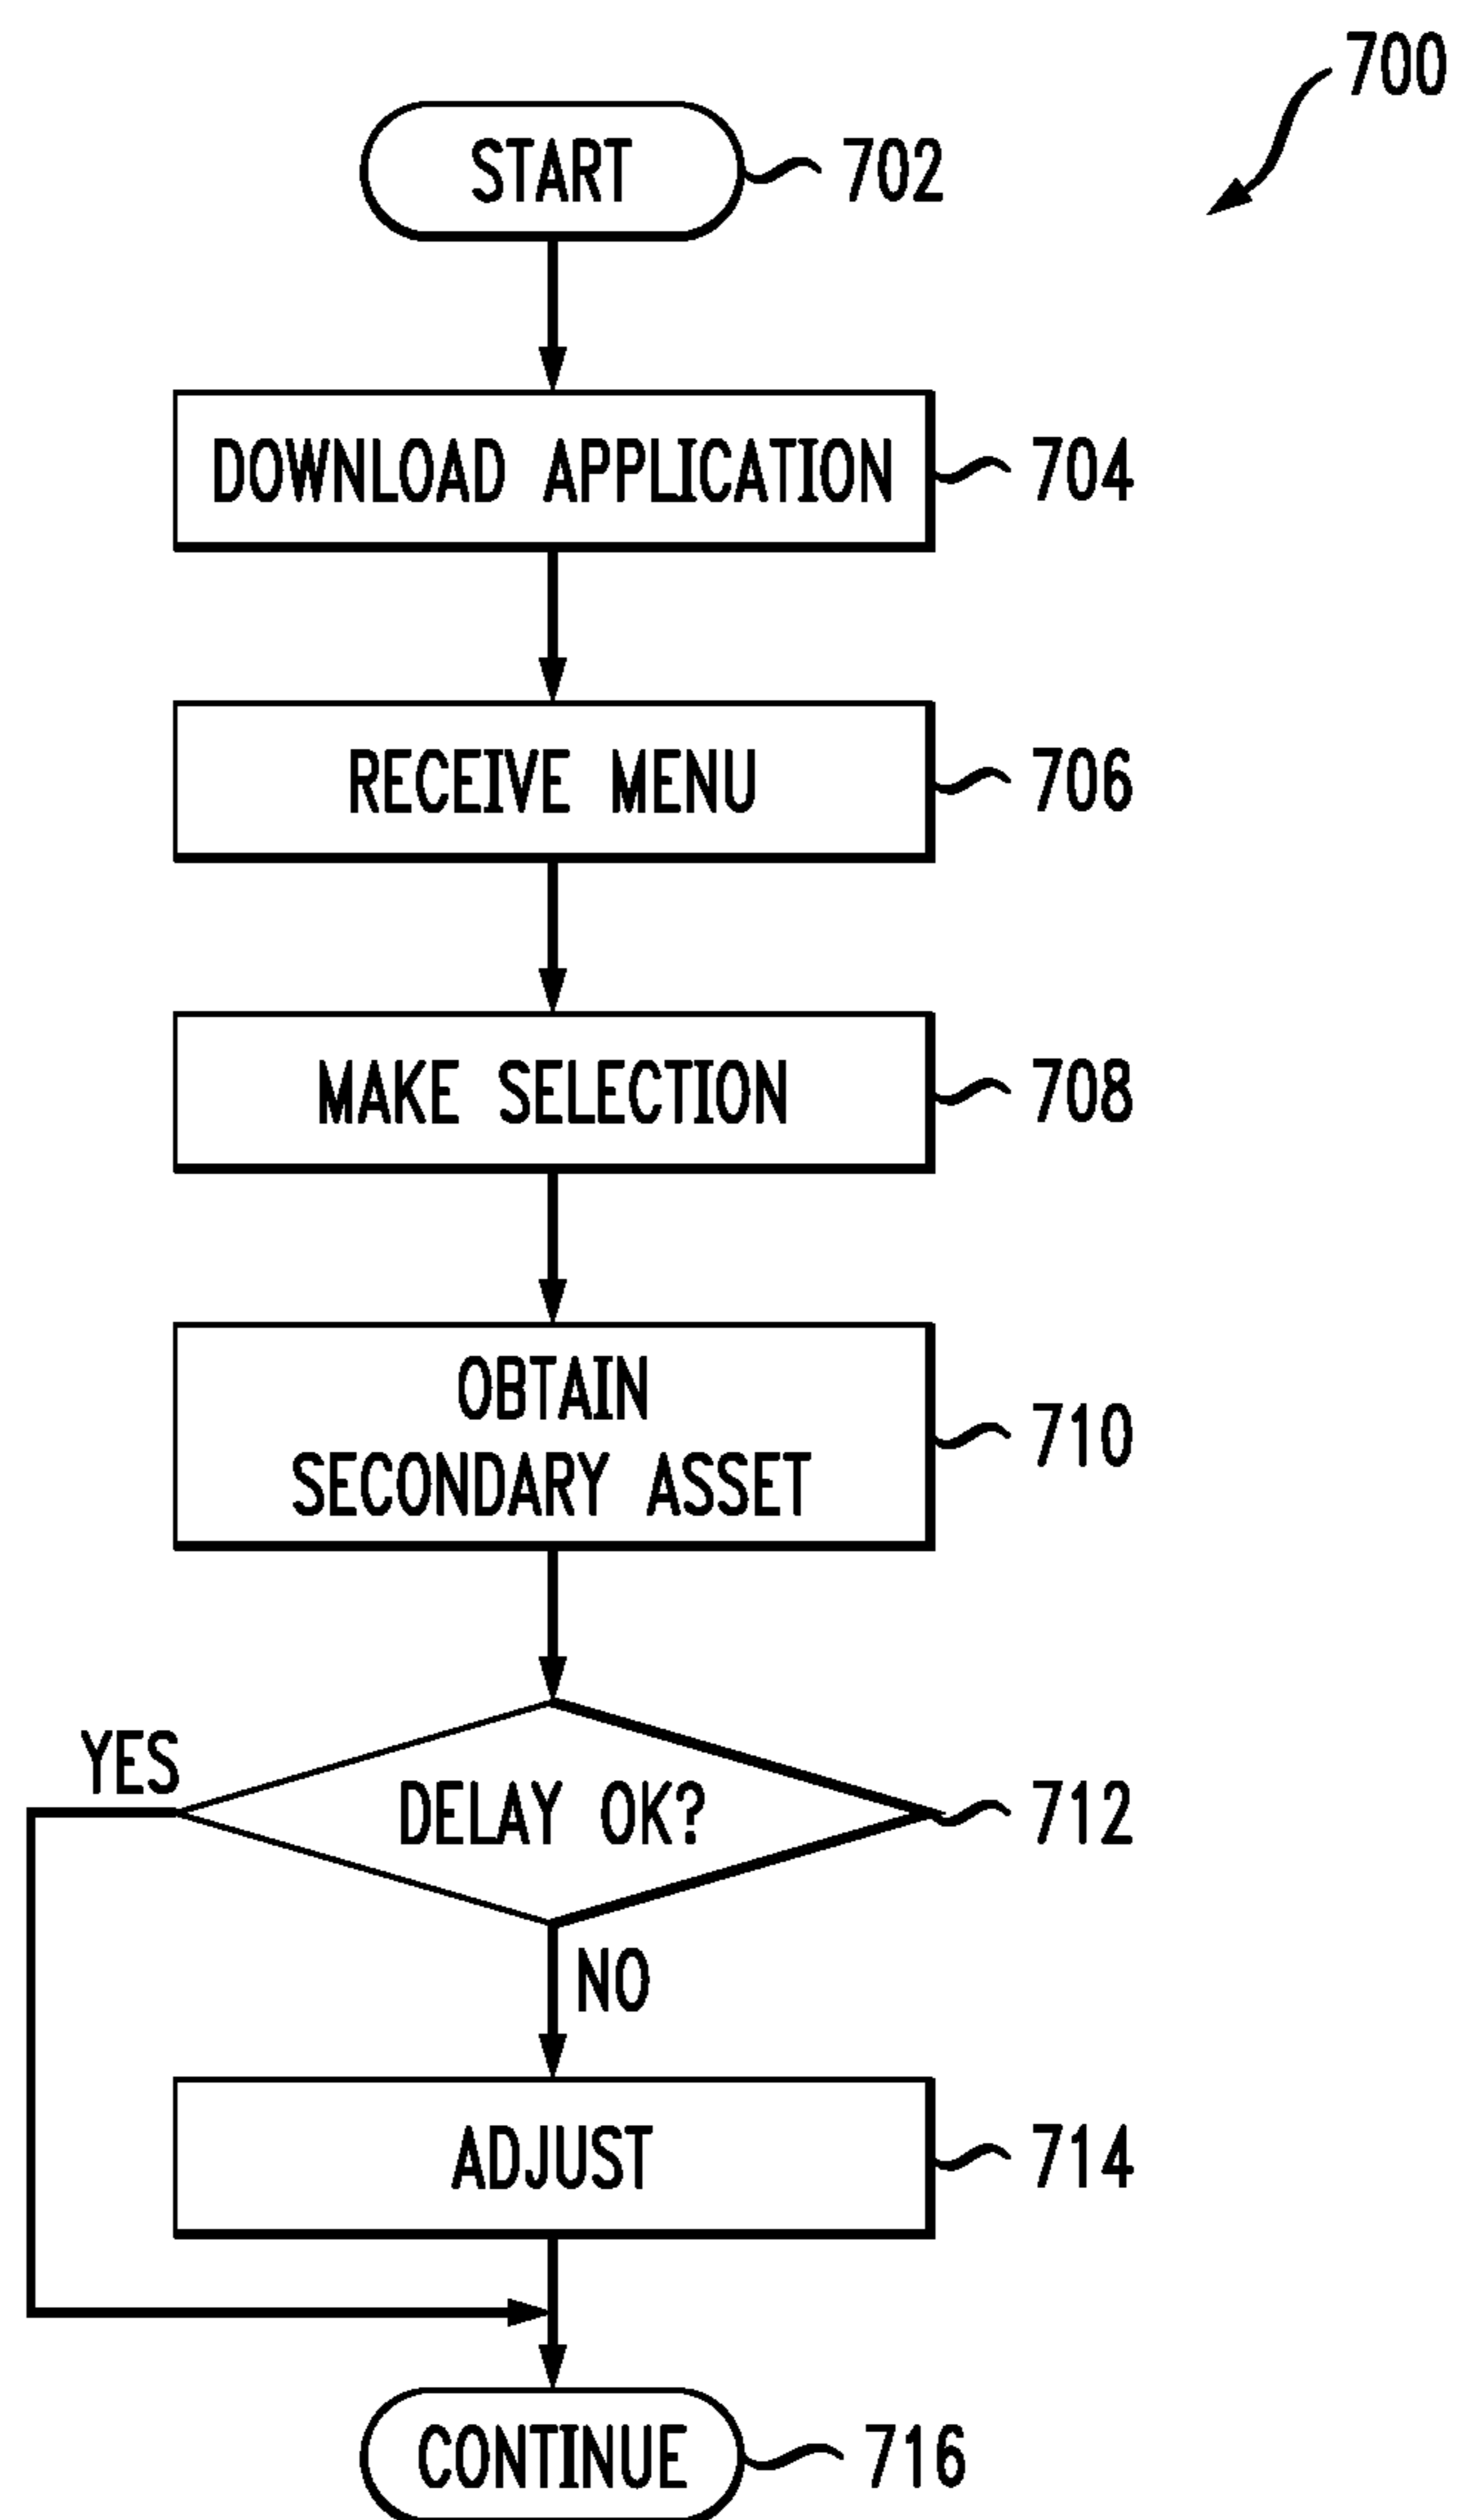 700
START 702
DOWNLOAD APPLICATION 704
RECEIVE MENU 706
MAKE SELECTION 708
OBTAIN
SECONDARY ASSET 710
YES
DELAY OK? 712
NO
ADJUST 714
CONTINUE 716